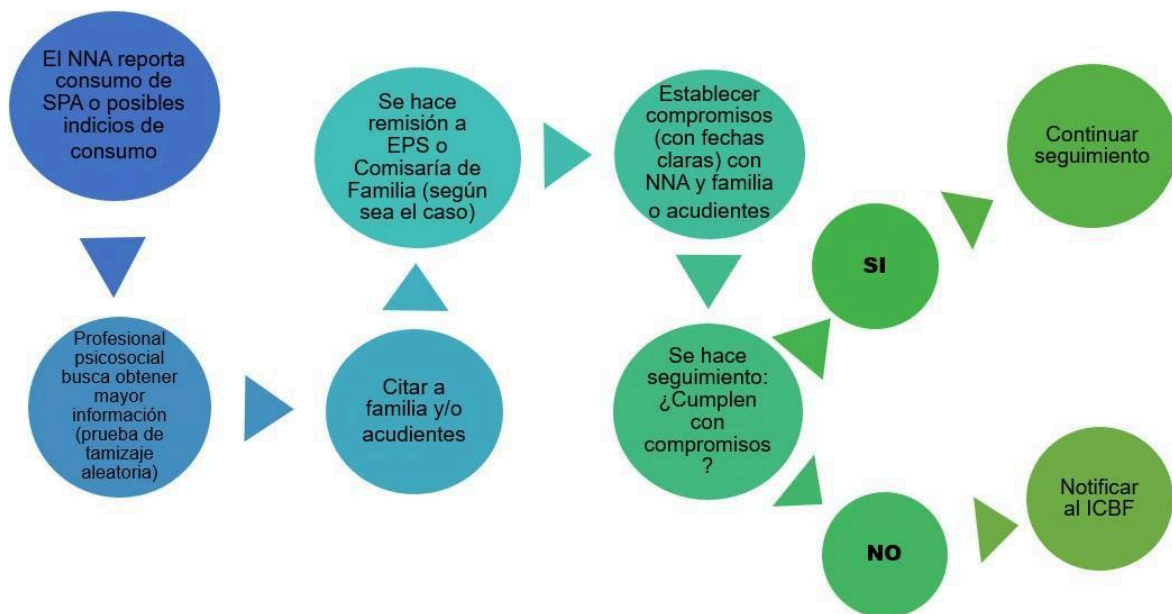 El NNA reporta
consumo de
SPA o posibles
indicios de
consumo
Profesional
psicosocial
busca obtener
mayor
información
(prueba de
tamizaje
aleatoria)
Citar a
familia y/o
acudientes
Se hace
remisión a
EPS o
Comisaría de
Familia (según
sea el caso)
Establecer
compromisos
(con fechas
claras) con
NNA y familia
o acudientes
Se hace
seguimiento:
¿Cumplen
con
compromisos
?
SI
Continuar
seguimiento
NO
Notificar
al ICBF